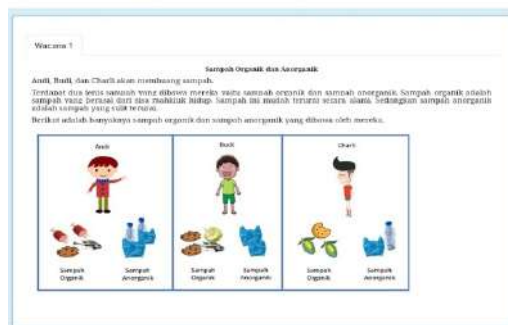 Wacana 1
Sampah Organik dan Anorganik
Andi, Budi, dan Charli akan membuang sampah.
Terdapat dua jenis sampah yang dibawa mereka yaitu sampah organik dan sampah anorganik. Sampah organik adalah
sampah yang berasal dari sisa makhluk hidup. Sampah ini mudah terurai secara alami. Sedangkan sampah anorganik
adalah sampah yang sulit terurai.
Berikut adalah banyaknya sampah organik dan sampah anorganik yang dibawa oleh mereka.
Andi
Budi
Charli
Sampah Organik
Sampah Anorganik
Sampah Organik
Sampah Anorganik
Sampah Organik
Sampah Anorganik